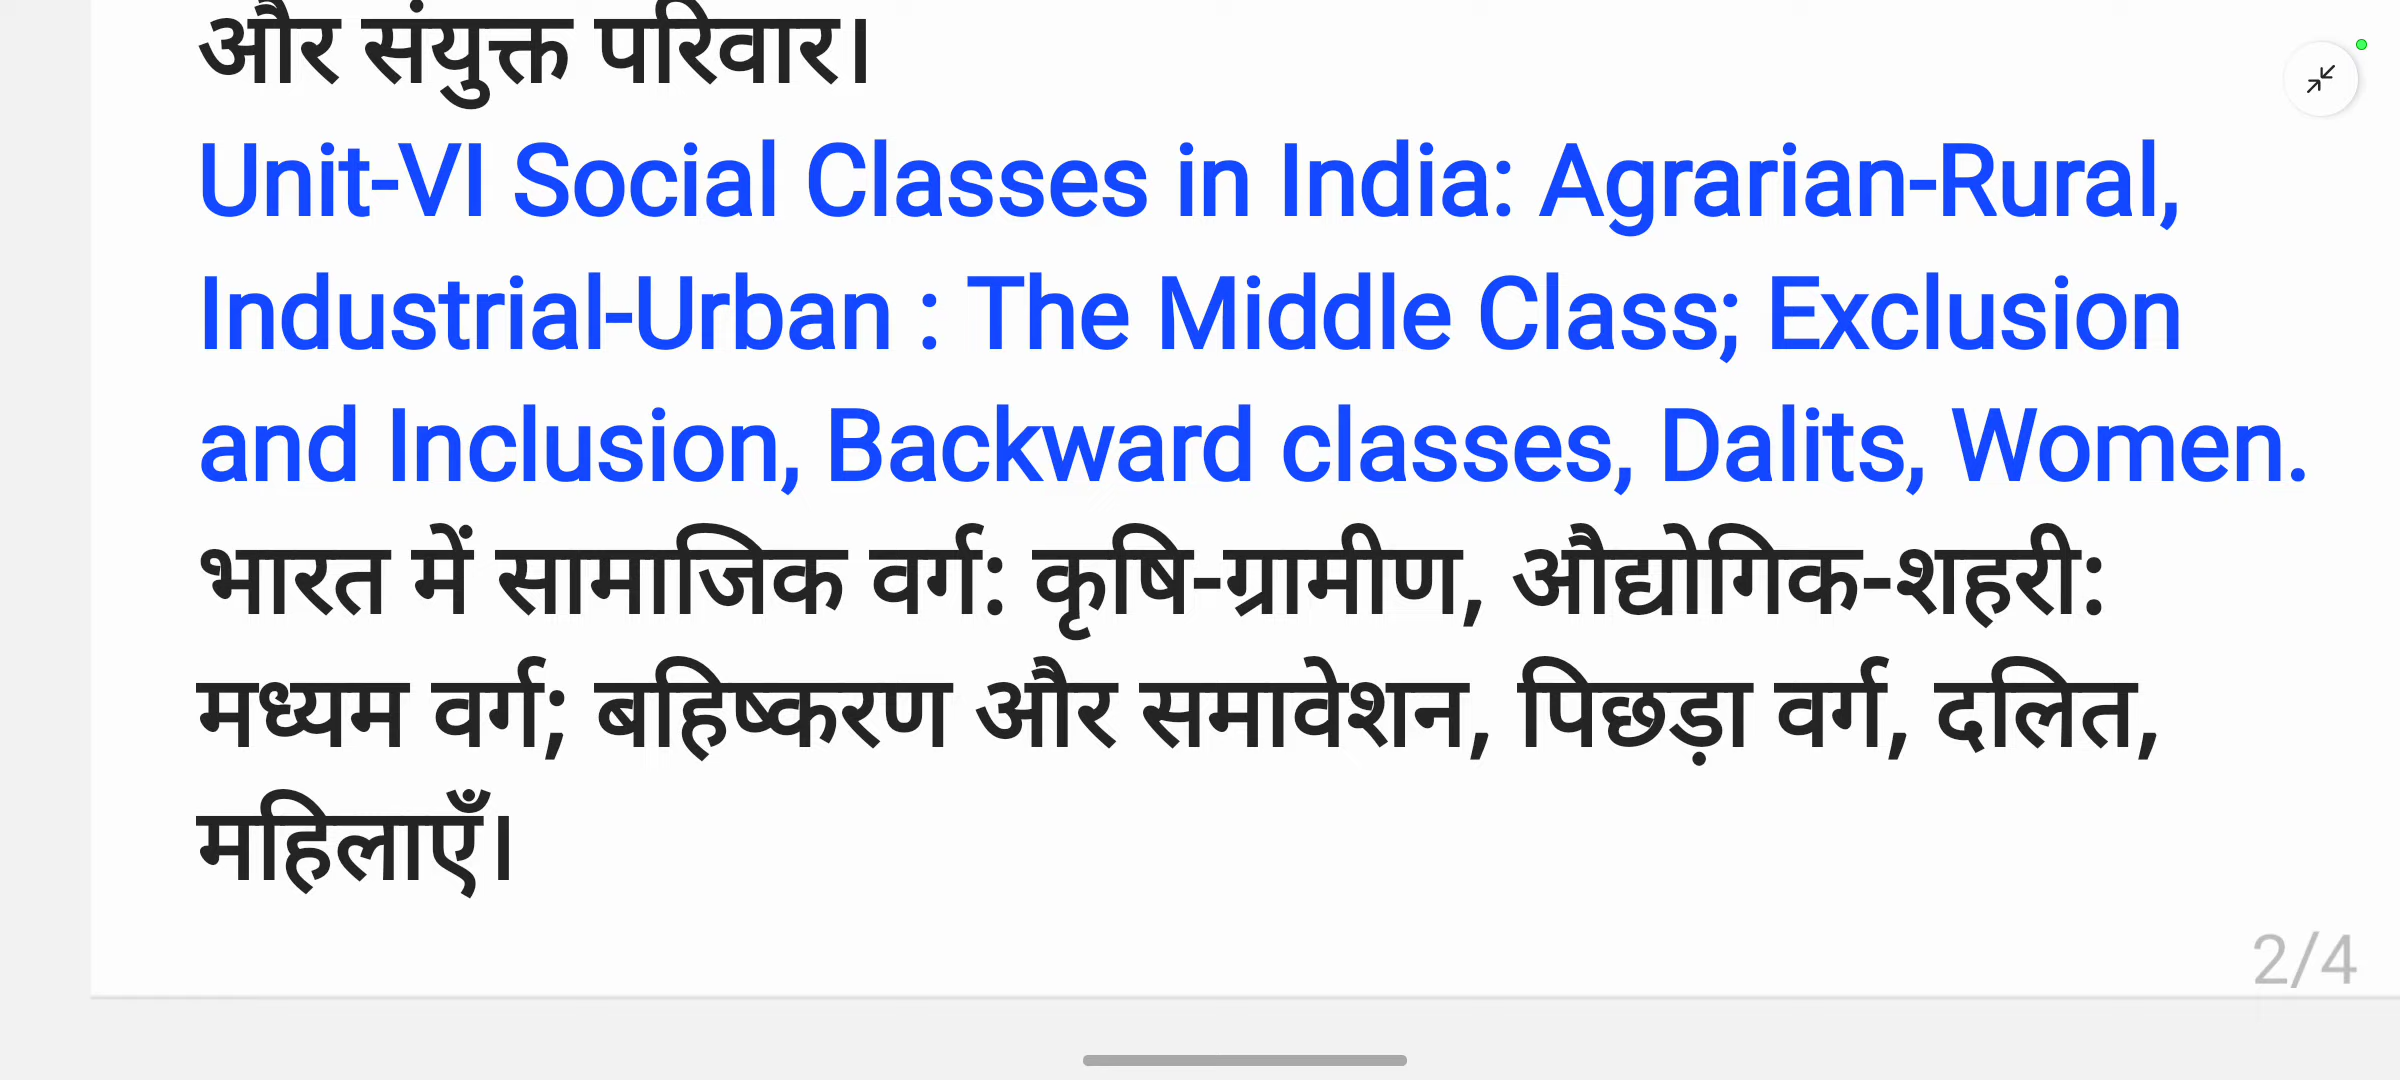 और संयुक्त परिवार।
Unit-VI Social Classes in India: Agrarian-Rural,
Industrial-Urban : The Middle Class; Exclusion
and Inclusion, Backward classes, Dalits, Women.
भारत में सामाजिक वर्ग: कृषि-ग्रामीण, औद्योगिक-शहरी:
मध्यम वर्ग; बहिष्करण और समावेशन, पिछड़ा वर्ग, दलित,
महिलाएँ।
2/4